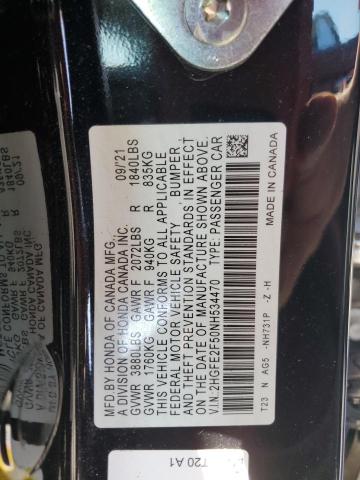 MFD. BY HONDA OF CANADA MFG.,
A DIVISION OF HONDA CANADA INC. 09/21
GVWR 3880LBS GAWR F 2072LBS R 1840LBS
GVWR 1760KG GAWR F 940KG R 835KG
THIS VEHICLE CONFORMS TO ALL APPLICABLE
FEDERAL MOTOR VEHICLE SAFETY, BUMPER,
AND THEFT PREVENTION STANDARDS IN EFFECT
ON THE DATE OF MANUFACTURE SHOWN ABOVE.
V.I.N.:2HGFE2F50NH534470 TYPE: PASSENGER CAR
T23 N AG5 -NH731P -Z -H MADE IN CANADA
T20 A1